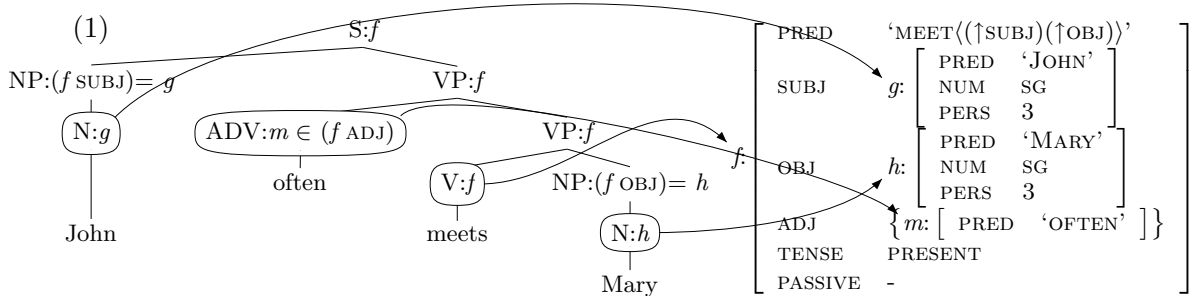 (1)
S:f
NP:(f SUBJ)= g
VP:f
N:g
ADV:m ∈ (f ADJ)
VP:f
often
V:f
NP:(f OBJ)= h
John
meets
N:h
Mary
f:
PRED ‘MEET⟨(↑SUBJ)(↑OBJ)⟩’
SUBJ g: [ PRED ‘JOHN’
NUM SG
PERS 3 ]
OBJ h: [ PRED ‘MARY’
NUM SG
PERS 3 ]
ADJ {m: [ PRED ‘OFTEN’ ]}
TENSE PRESENT
PASSIVE -